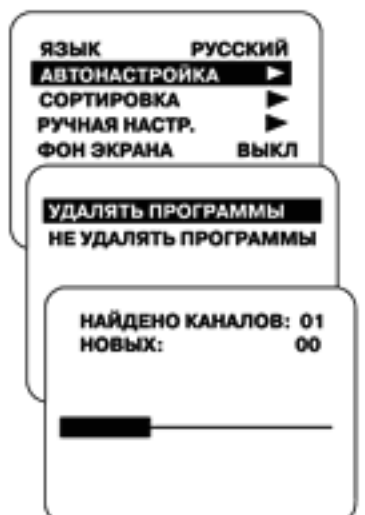 ЯЗЫК РУССКИЙ
АВТОНАСТРОЙКА
СОРТИРОВКА
РУЧНАЯ НАСТР.
ФОН ЭКРАНА ВЫКЛ
УДАЛЯТЬ ПРОГРАММЫ
НЕ УДАЛЯТЬ ПРОГРАММЫ
НАЙДЕНО КАНАЛОВ: 01
НОВЫХ: 00